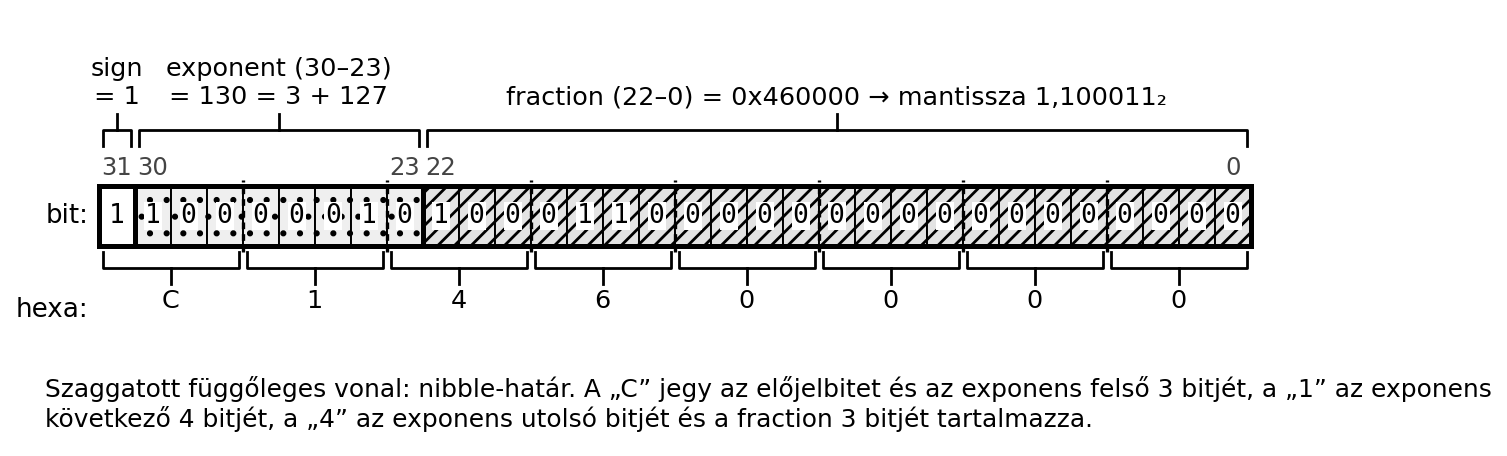 sign exponent (30–23)
= 1 = 130 = 3 + 127 fraction (22–0) = 0x460000 → mantissza 1,100011₂
31 30 23 22 0
bit: 1 1 0 0 0 0 0 1 0 1 0 0 0 1 1 0 0 0 0 0 0 0 0 0 0 0 0 0 0 0 0 0
hexa: C 1 4 6 0 0 0 0
Szaggatott függőleges vonal: nibble-határ. A „C” jegy az előjelbitet és az exponens felső 3 bitjét, a „1” az exponens
következő 4 bitjét, a „4” az exponens utolsó bitjét és a fraction 3 bitjét tartalmazza.